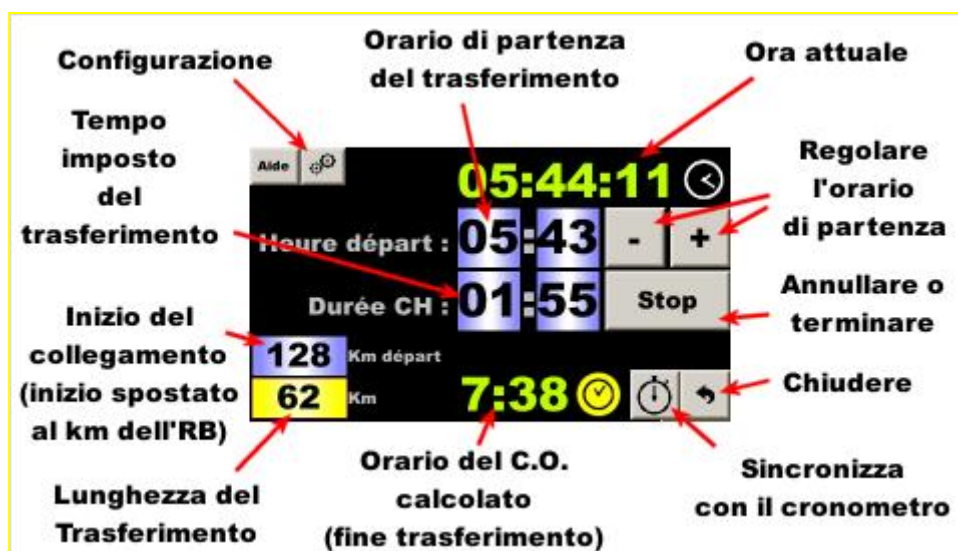 Configurazione
Orario di partenza
del trasferimento
Ora attuale
Tempo
imposto
del
trasferimento
Regolare
l'orario
di partenza
Aide
05:44:11
Heure départ : 05:43 - +
Durée CH : 01:55 Stop
Annullare o
terminare
Inizio del
collegamento
(inizio spostato
al km dell'RB)
128 Km départ
62 Km
7:38
Chiudere
Lunghezza del
Trasferimento
Orario del C.O.
calcolato
(fine trasferimento)
Sincronizza
con il cronometro